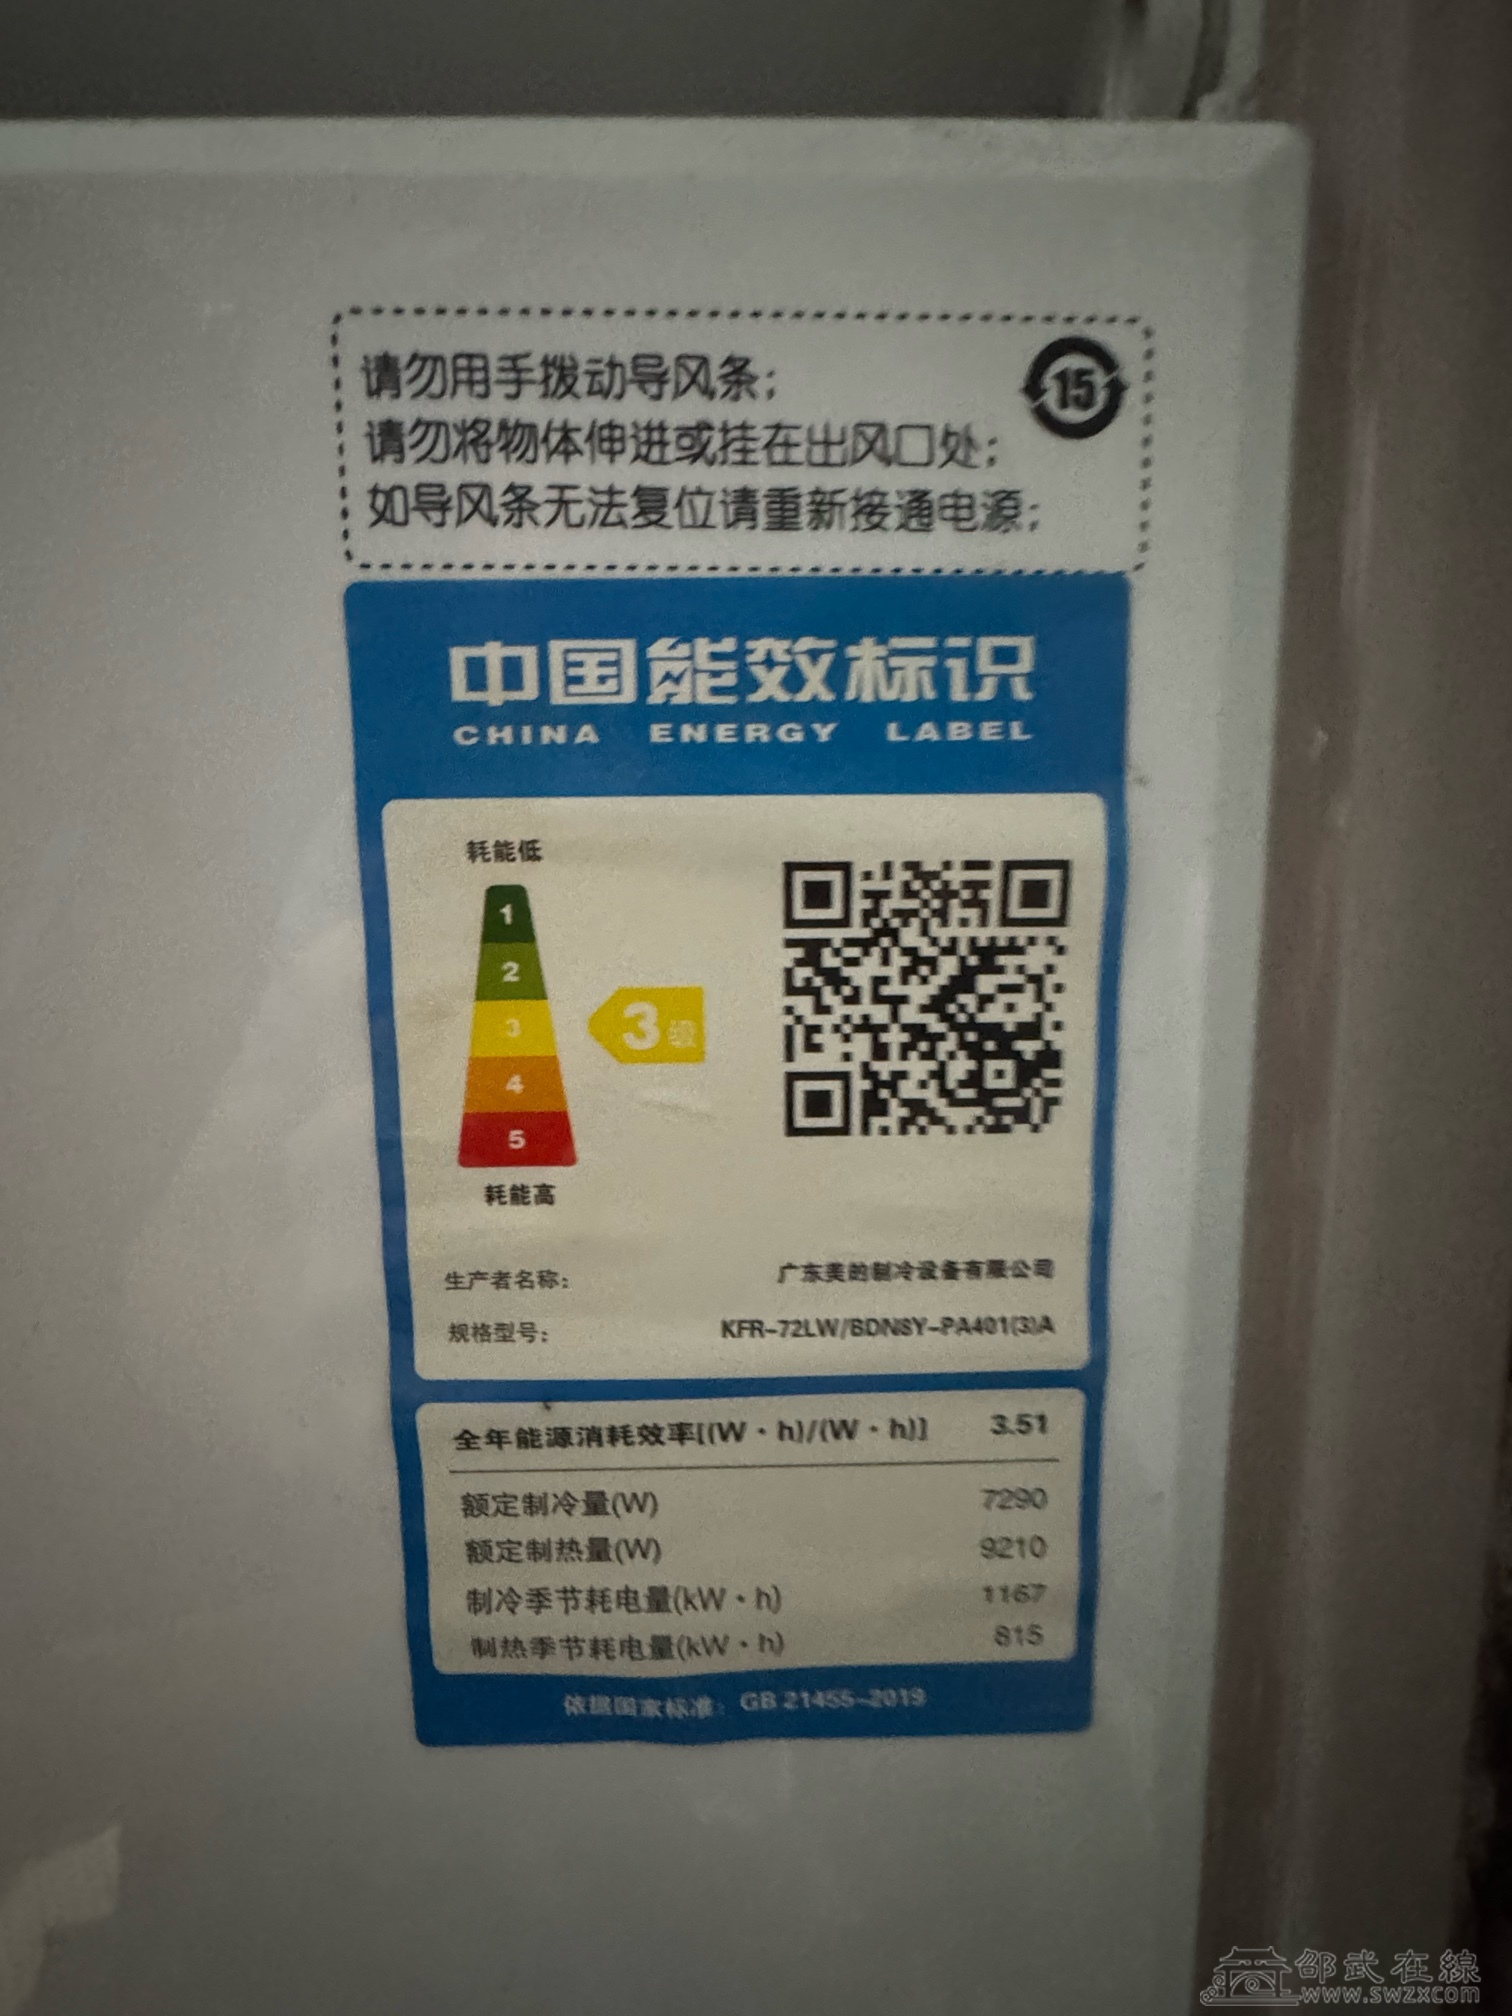 请勿用手拨动导风条；
15
请勿将物体伸进或挂在出风口处；
如导风条无法复位请重新接通电源；
中国能效标识
CHINA ENERGY LABEL
耗能低
1
2
3
3级
4
5
耗能高
生产者名称： 广东美的制冷设备有限公司
规格型号： KFR-72LW/BDN8Y-PA401(3)A
全年能源消耗效率[(W·h)/(W·h)] 3.51
额定制冷量(W) 7290
额定制热量(W) 9210
制冷季节耗电量(kW·h) 1167
制热季节耗电量(kW·h) 815
依据国家标准：GB 21455-2019
邵武在線
www.swzx.com